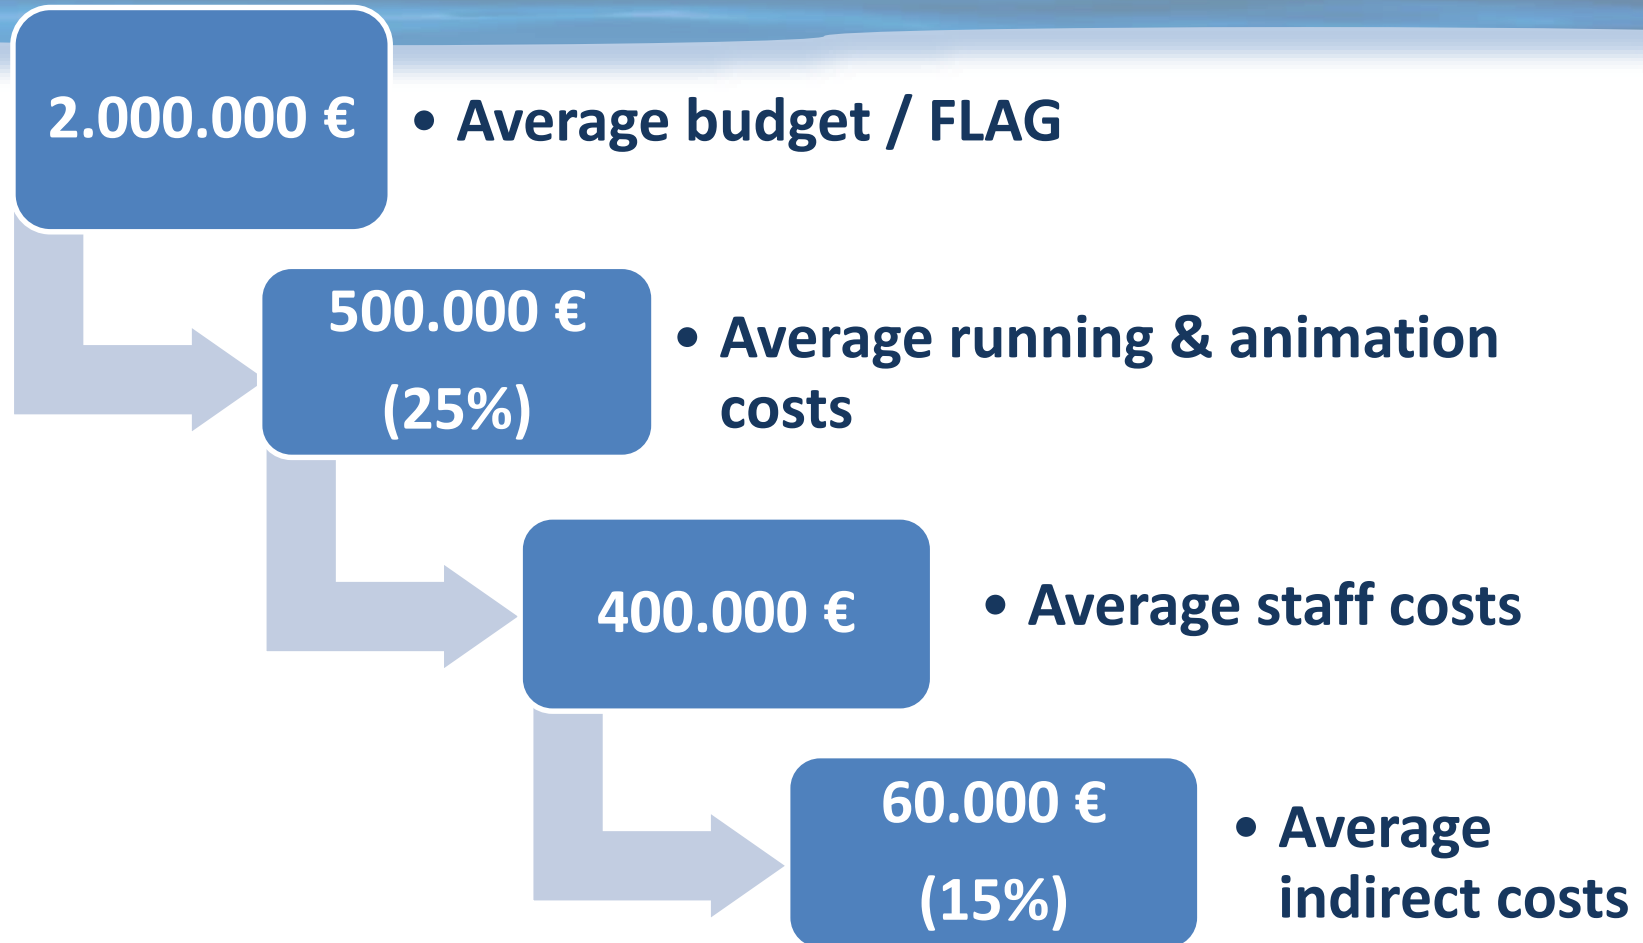 2.000.000 €
• Average budget / FLAG
500.000 €
(25%)
• Average running & animation
costs
400.000 €
• Average staff costs
60.000 €
(15%)
• Average
indirect costs